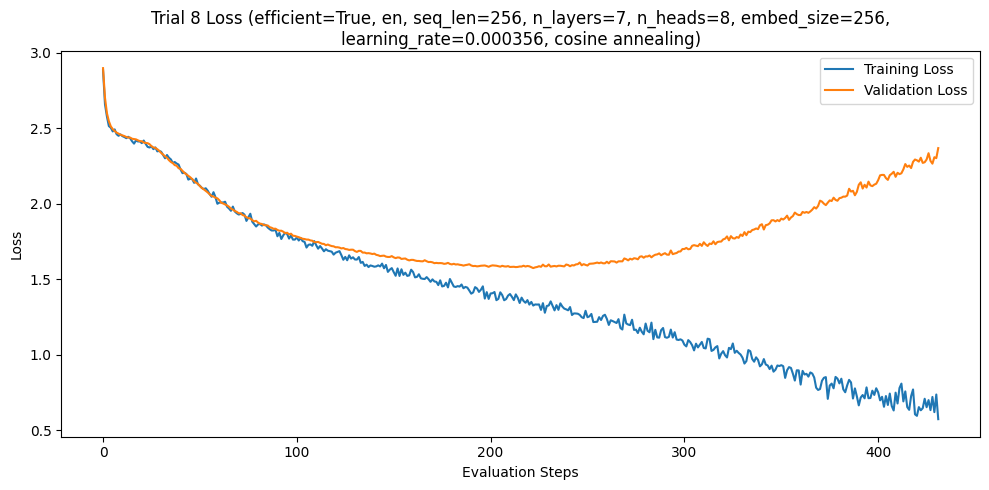 Trial 8 Loss (efficient=True, en, seq_len=256, n_layers=7, n_heads=8, embed_size=256,
learning_rate=0.000356, cosine annealing)
Training Loss
Validation Loss
3.0
2.5
2.0
1.5
1.0
0.5
Loss
0
100
200
300
400
Evaluation Steps